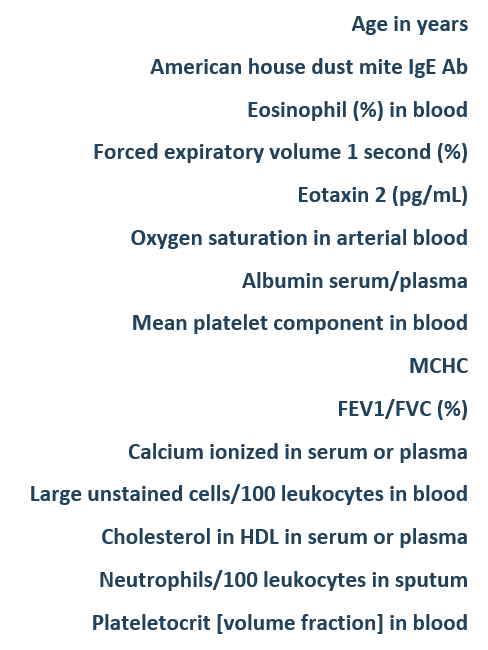 Age in years
American house dust mite IgE Ab
Eosinophil (%) in blood
Forced expiratory volume 1 second (%)
Eotaxin 2 (pg/mL)
Oxygen saturation in arterial blood
Albumin serum/plasma
Mean platelet component in blood
MCHC
FEV1/FVC (%)
Calcium ionized in serum or plasma
Large unstained cells/100 leukocytes in blood
Cholesterol in HDL in serum or plasma
Neutrophils/100 leukocytes in sputum
Plateletocrit [volume fraction] in blood